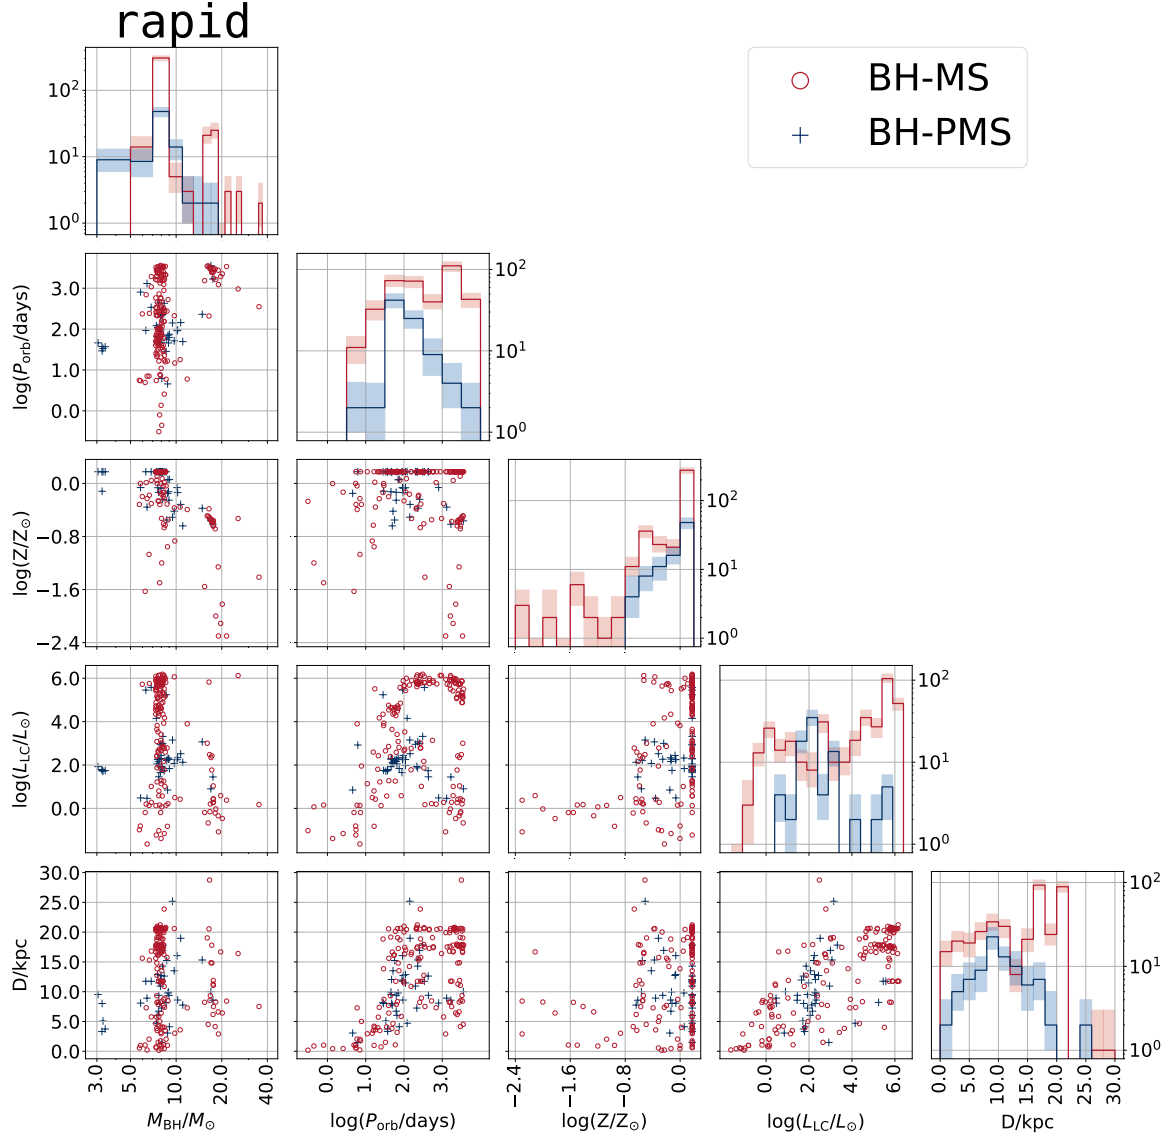 rapid
BH-MS
BH-PMS
10²
10¹
10⁰
log(P_orb/days)
3.0
2.0
1.0
0.0
10²
10¹
10⁰
log(Z/Z⊙)
0.0
−0.8
−1.6
−2.4
10²
10¹
10⁰
log(L_LC/L⊙)
6.0
4.0
2.0
0.0
10²
10¹
10⁰
D/kpc
30.0
25.0
20.0
15.0
10.0
5.0
0.0
10²
10¹
10⁰
3.0 5.0 10.0 20.0 40.0
0.0 1.0 2.0 3.0
−2.4 −1.6 −0.8 0.0
0.0 2.0 4.0 6.0
0.0 5.0 10.0 15.0 20.0 25.0 30.0
M_BH/M⊙ log(P_orb/days) log(Z/Z⊙) log(L_LC/L⊙) D/kpc